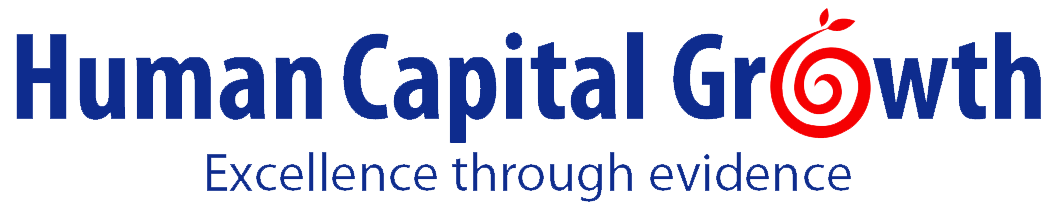 Human Capital Growth
Excellence through evidence